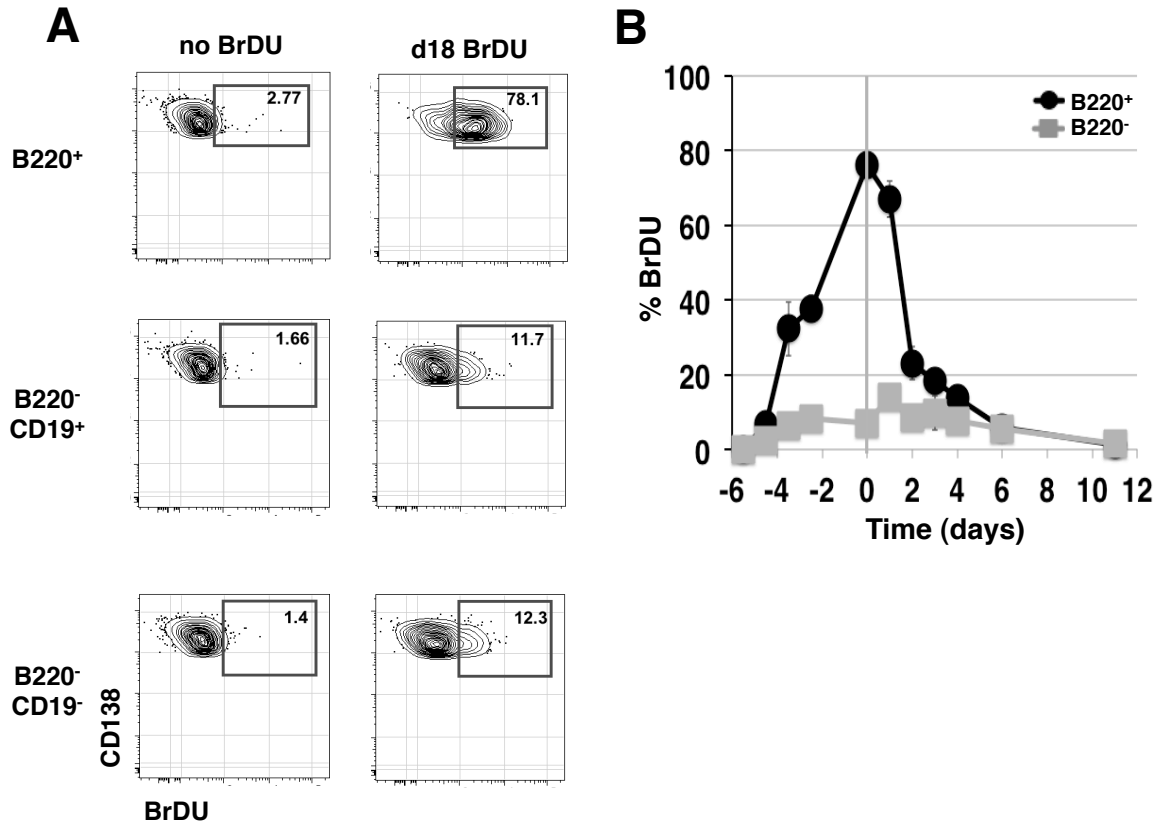 A
no BrDU
d18 BrDU
B220⁺
2.77
78.1
B220⁻
CD19⁺
1.66
11.7
B220⁻
CD19⁻
1.4
12.3
CD138
BrDU
B
100
80
60
40
20
0
% BrDU
B220⁺
B220⁻
-6 -4 -2 0 2 4 6 8 10 12
Time (days)